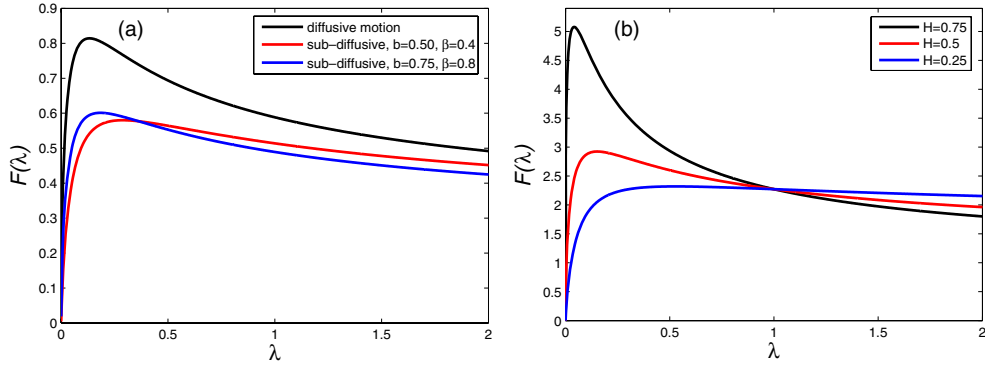 (a)
diffusive motion
sub−diffusive, b=0.50, β=0.4
sub−diffusive, b=0.75, β=0.8
F(λ)
0.9
0.8
0.7
0.6
0.5
0.4
0.3
0.2
0.1
0
0 0.5 1 1.5 2
λ
(b)
H=0.75
H=0.5
H=0.25
F(λ)
5
4.5
4
3.5
3
2.5
2
1.5
1
0.5
0
0 0.5 1 1.5 2
λ